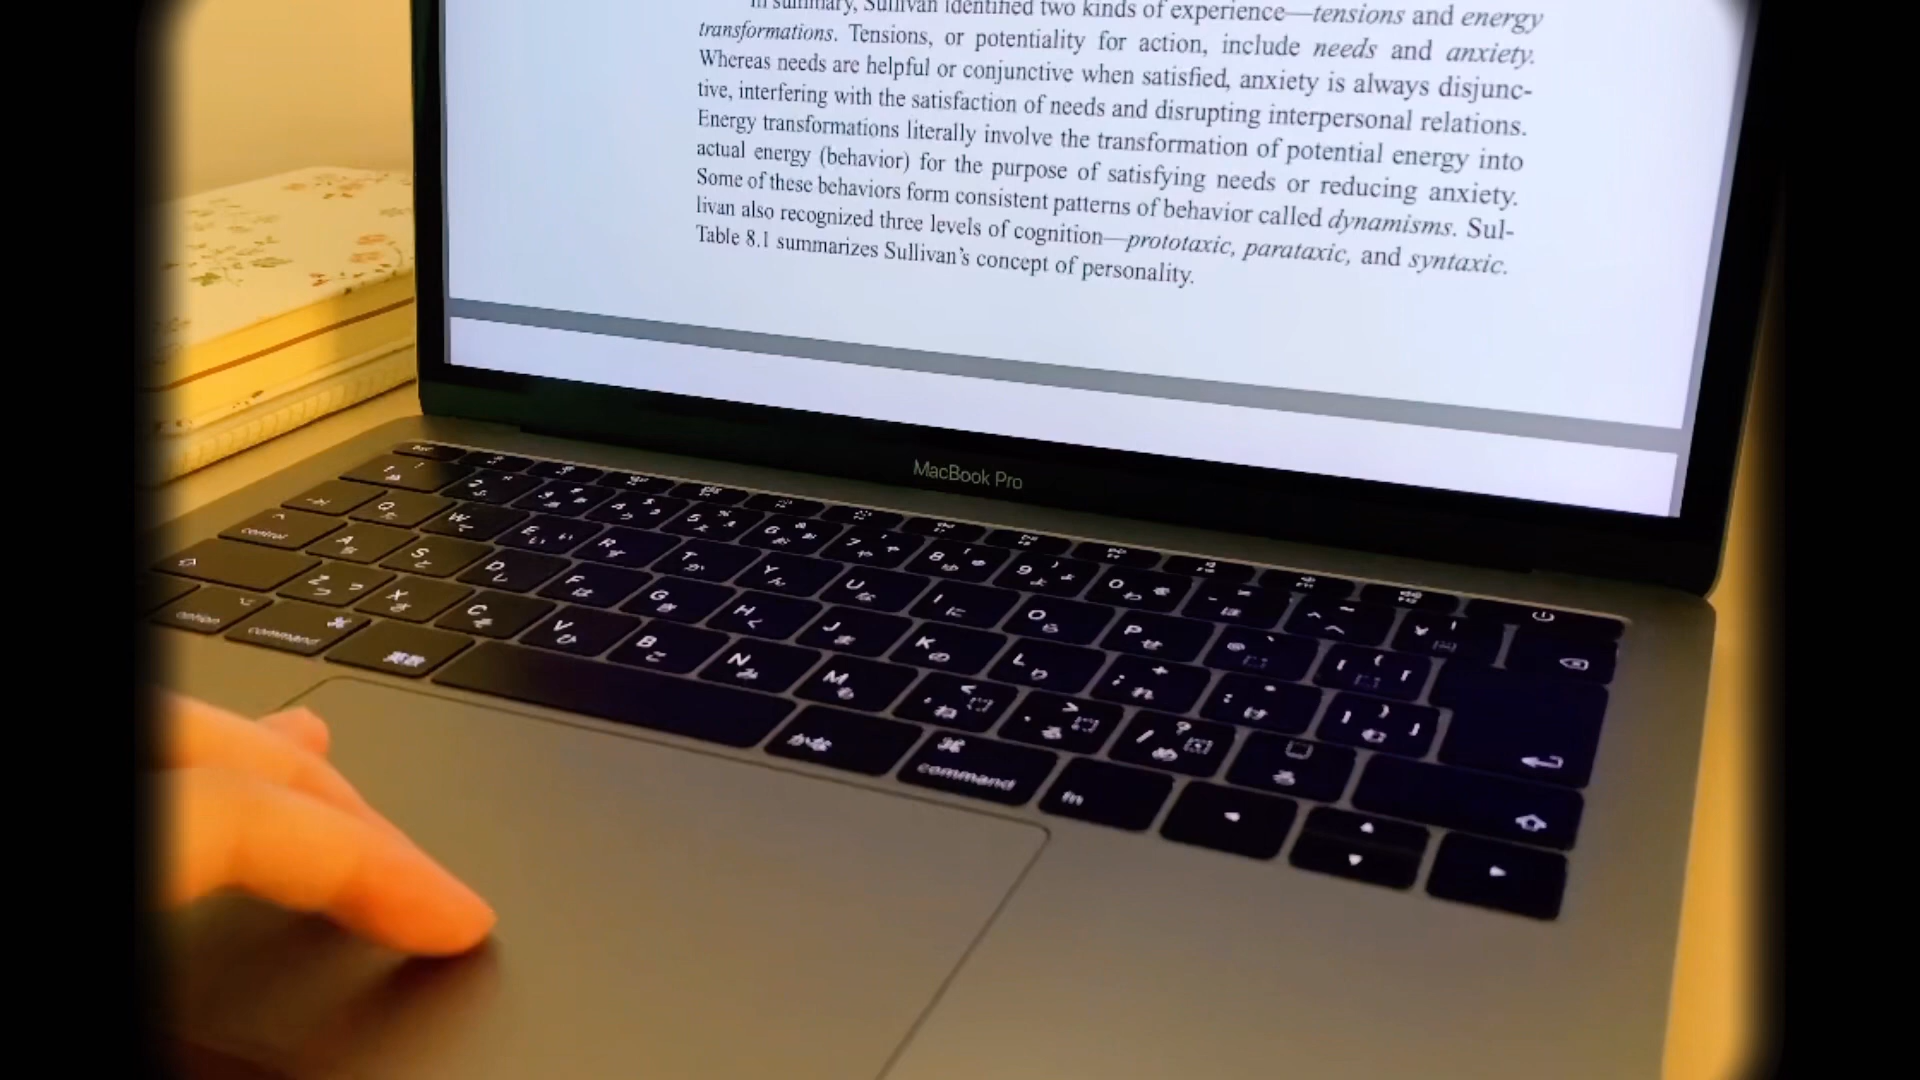 In summary, Sullivan identified two kinds of experience—tensions and energy
transformations. Tensions, or potentiality for action, include needs and anxiety.
Whereas needs are helpful or conjunctive when satisfied, anxiety is always disjunc-
tive, interfering with the satisfaction of needs and disrupting interpersonal relations.
Energy transformations literally involve the transformation of potential energy into
actual energy (behavior) for the purpose of satisfying needs or reducing anxiety.
Some of these behaviors form consistent patterns of behavior called dynamisms. Sul-
livan also recognized three levels of cognition—prototaxic, parataxic, and syntaxic.
Table 8.1 summarizes Sullivan's concept of personality.
MacBook Pro
Q W E R T Y U I O P
control A S D F G H J K L
Z X C V B N M
option command 英数 かな command fn